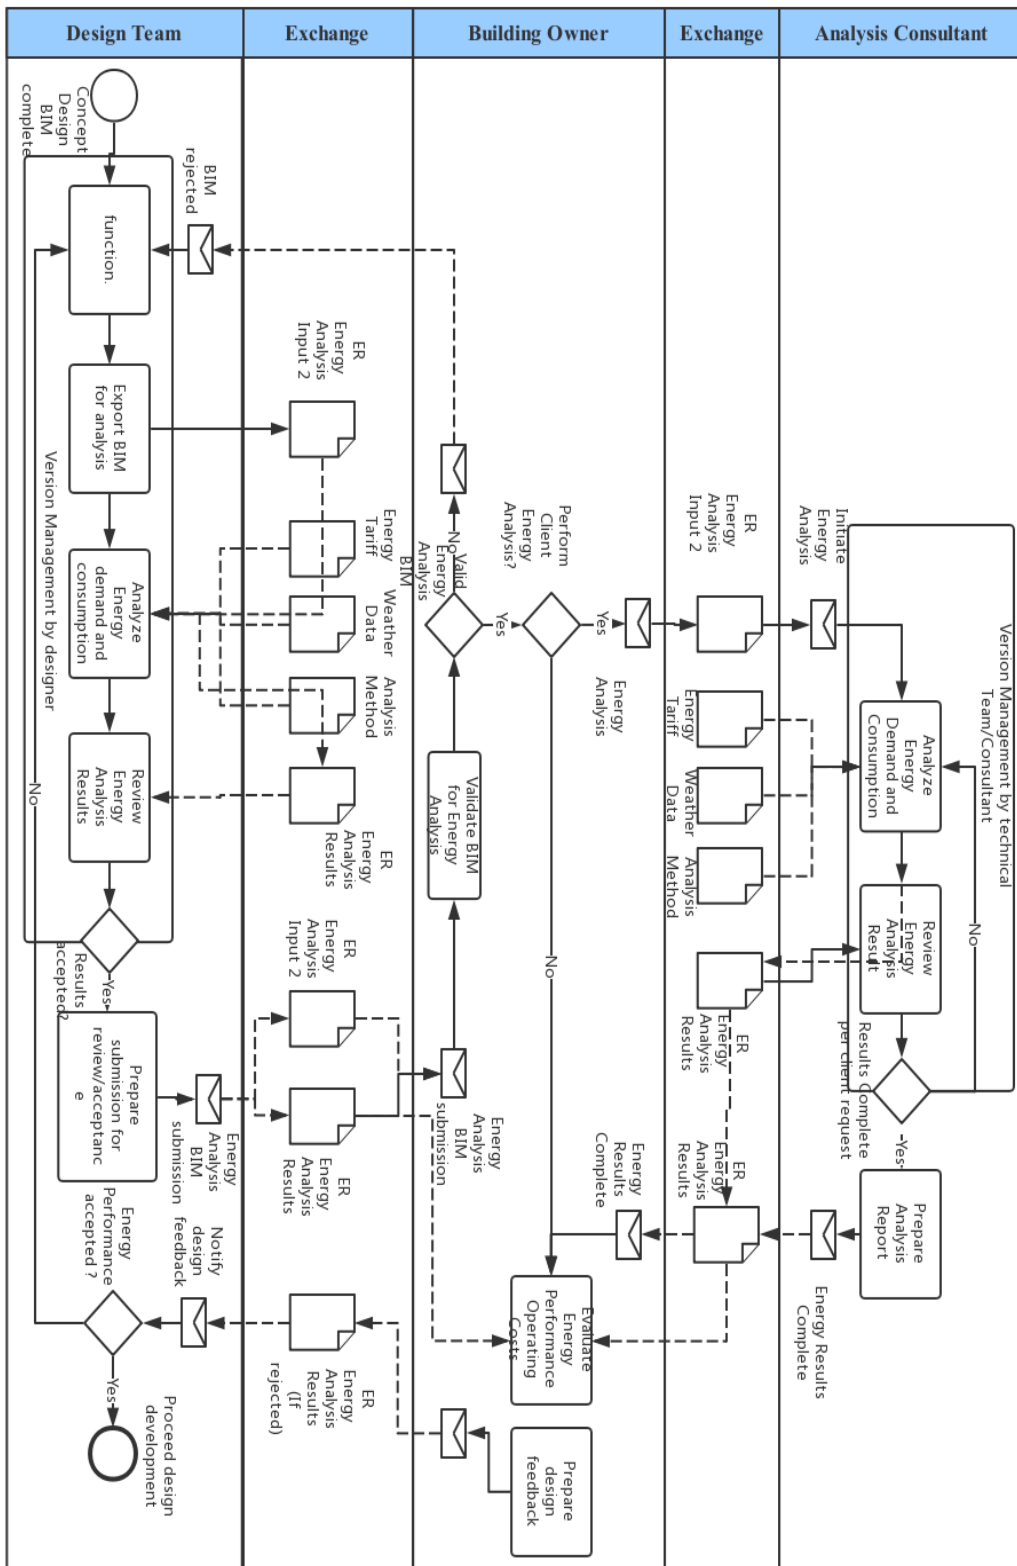 Design Team
Exchange
Building Owner
Exchange
Analysis Consultant
Concept
Design
BIM
complete
BIM
rejected
function.
Export BIM
for analysis
Analyze
Energy
demand and
consumption
Review
Energy
Analysis
Results
Version Management by designer
No
Results
accepted?
Yes
Prepare
submission for
review/acceptanc
e
Energy
Analysis
BIM
submission
Notify
design
feedback
Energy
Performance
accepted ?
Yes
Proceed design
development
ER
Energy
Analysis
Input 2
Energy
Tariff
Weather
Data
Analysis
Method
ER
Energy
Analysis
Results
ER
Energy
Analysis
Input 2
ER
Energy
Analysis
Results
ER
Energy
Analysis
Results
(If
rejected)
No
Valid
Energy
Analysis
BIM
Yes
Perform
Client
Energy
Analysis?
Yes
Energy
Analysis
Validate BIM
for Energy
Analysis
No
Energy
Analysis
BIM
submission
Energy
Results
Complete
Evaluate
Energy
Performance
Operating
Costs
Prepare
design
feedback
ER
Energy
Analysis
Input 2
Energy
Tariff
Weather
Data
Analysis
Method
ER
Energy
Analysis
Results
ER
Energy
Analysis
Results
Initiate
Energy
Analysis
Version Management by technical
Team/Consultant
Analyze
Energy
Demand and
Consumption
Review
Energy
Analysis
Result
No
Results Complete
per client request
Yes
Prepare
Analysis
Report
Energy Results
Complete